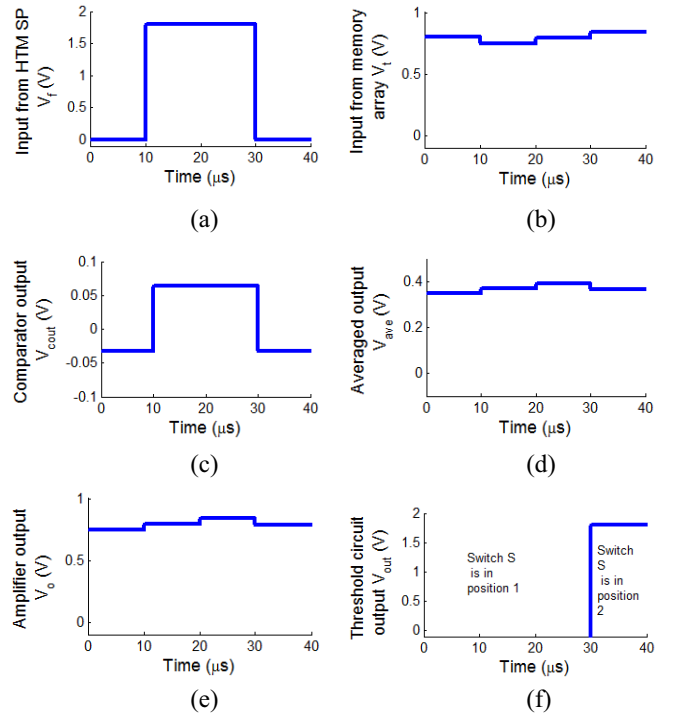 Input from HTM SP
V_f (V)
2
1.5
1
0.5
0
0 10 20 30 40
Time (μs)
(a)
Input from memory
array V_t (V)
1
0.5
0
0 10 20 30 40
Time (μs)
(b)
Comparator output
V_cout (V)
0.1
0.05
0
-0.05
-0.1
0 10 20 30 40
Time (μs)
(c)
Averaged output
V_ave (V)
0.4
0.2
0
0 10 20 30 40
Time (μs)
(d)
Amplifier output
V_o (V)
1
0.5
0
0 10 20 30 40
Time (μs)
(e)
Threshold circuit
output V_out (V)
2
1.5
1
0.5
0
Switch S
is in
position 1
Switch
S
is in
position
2
0 10 20 30 40
Time (μs)
(f)